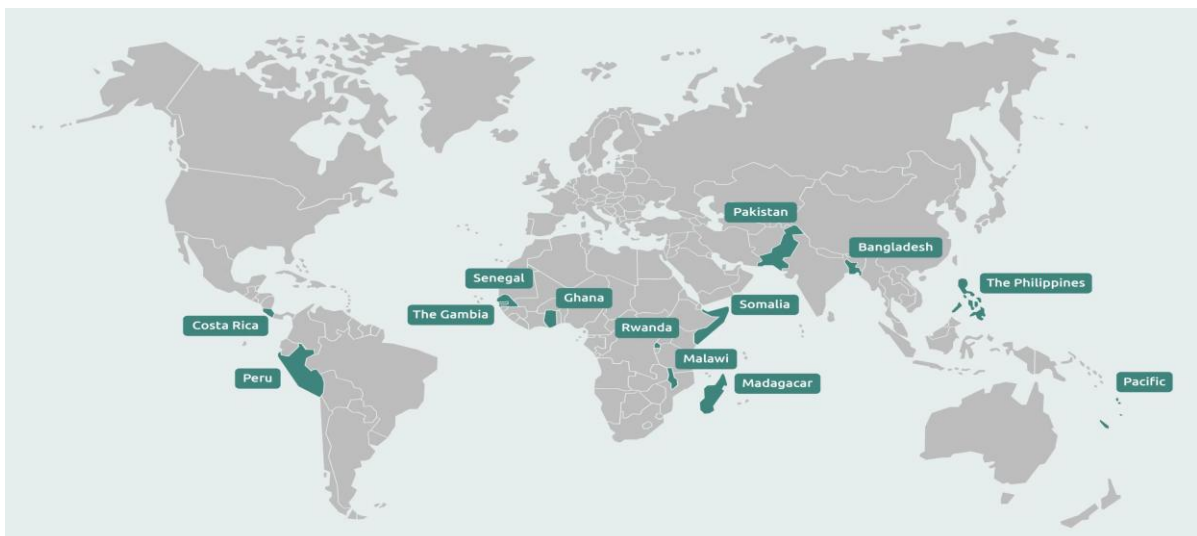 Pakistan
Bangladesh
Senegal
The Philippines
Ghana
Somalia
The Gambia
Costa Rica
Rwanda
Malawi
Peru
Madagacar
Pacific